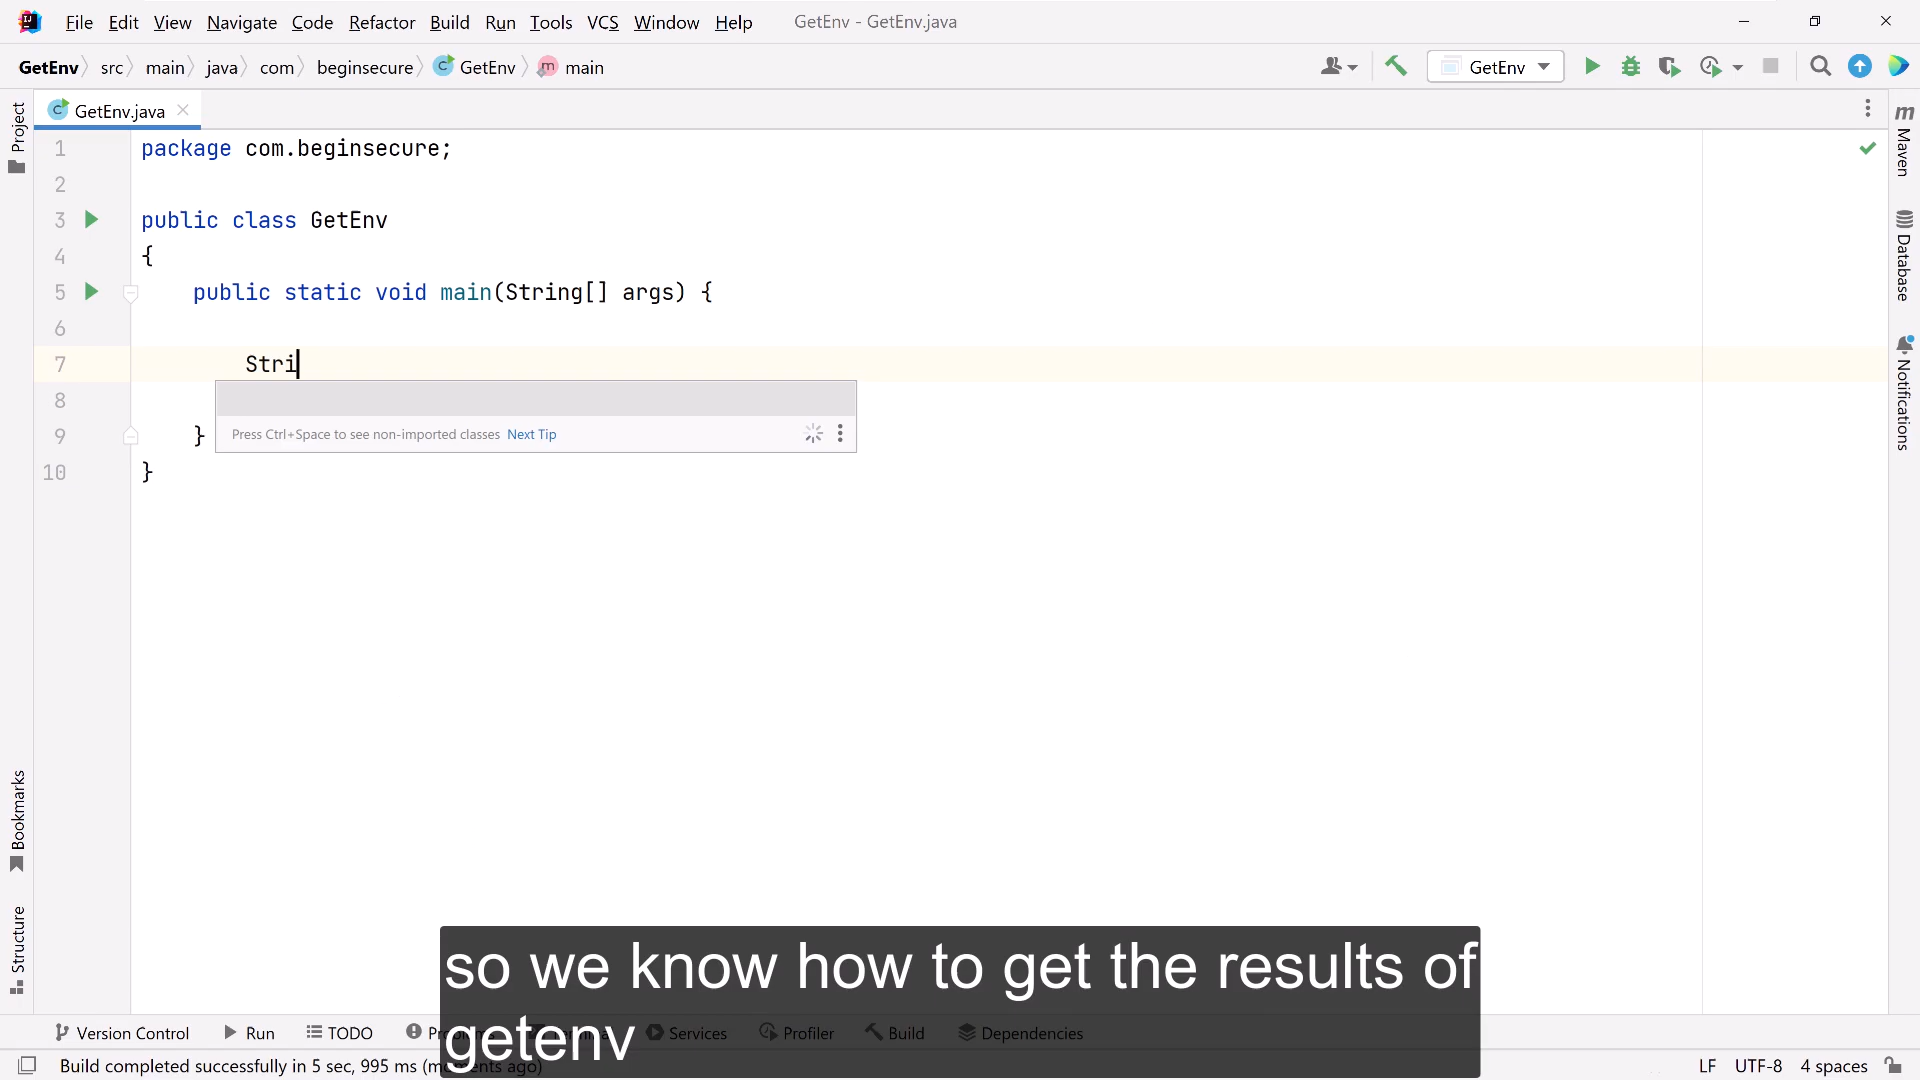 File Edit View Navigate Code Refactor Build Run Tools VCS Window Help GetEnv - GetEnv.java
GetEnv src main java com beginsecure GetEnv main GetEnv
GetEnv.java
Project
1 package com.beginsecure;
2
3 public class GetEnv
4 {
5 public static void main(String[] args) {
6
7 Stri
8
Press Ctrl+Space to see non-imported classes Next Tip
9 }
10 }
Maven
Database
Notifications
Bookmarks
Structure
so we know how to get the results of
getenv
Version Control Run TODO Services Profiler Build Dependencies
Build completed successfully in 5 sec, 995 ms (moments ago) LF UTF-8 4 spaces